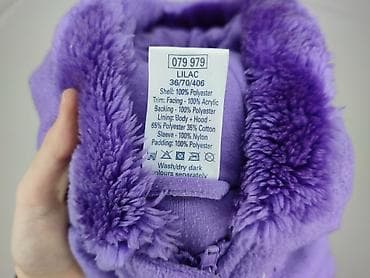 079 979
LILAC
36/70/406
Shell: 100% Polyester
Trim: Facing - 100% Acrylic
Backing - 100% Polyester
Lining: Body + Hood -
65% Polyester 35% Cotton
Sleeve - 100% Nylon
Padding: 100% Polyester
Wash/dry dark
colours separately